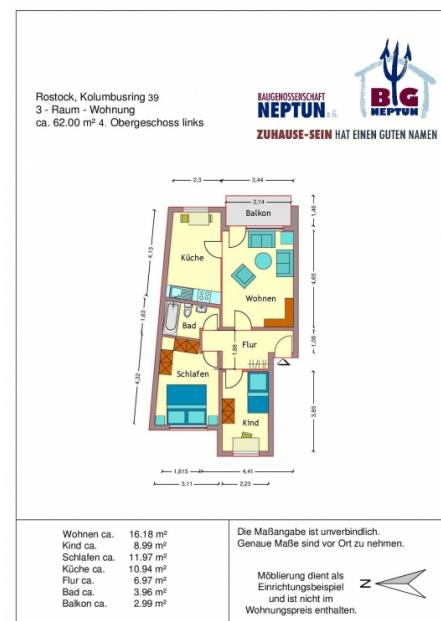 Rostock, Kolumbusring 39
3 - Raum - Wohnung
ca. 62.00 m² 4. Obergeschoss links
BAUGENOSSENSCHAFT
NEPTUN e.G.
BG
NEPTUN
ZUHAUSE-SEIN HAT EINEN GUTEN NAMEN
2,3
3,44
3,14
Balkon
1,45
4,13
Küche
Wohnen
4,65
1,62
Bad
Flur
1,88
1,08
4,32
Schlafen
Kind
3,85
1,815
4,41
3,11
2,23
Wohnen ca. 16.18 m²
Kind ca. 8.99 m²
Schlafen ca. 11.97 m²
Küche ca. 10.94 m²
Flur ca. 6.97 m²
Bad ca. 3.96 m²
Balkon ca. 2.99 m²
Die Maßangabe ist unverbindlich.
Genaue Maße sind vor Ort zu nehmen.
Möblierung dient als
Einrichtungsbeispiel
und ist nicht im
Wohnungspreis enthalten.
N